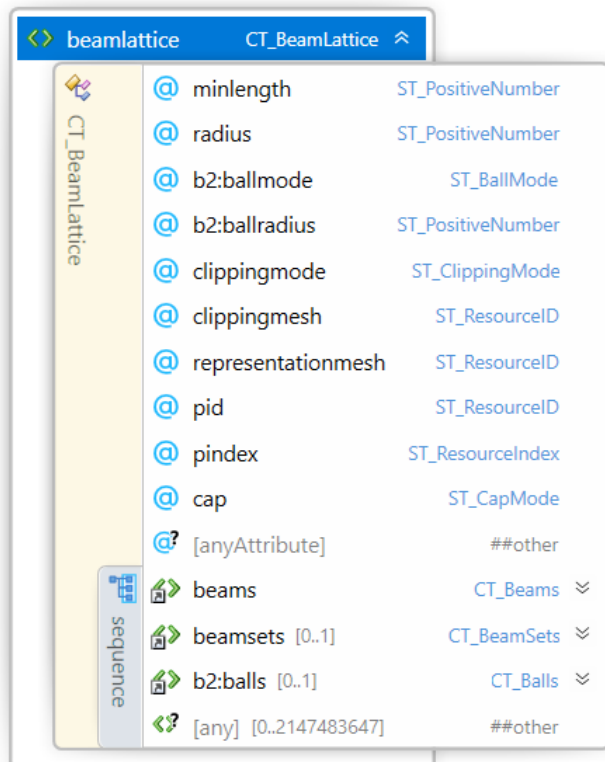 beamlattice CT_BeamLattice
CT_BeamLattice
@ minlength ST_PositiveNumber
@ radius ST_PositiveNumber
@ b2:ballmode ST_BallMode
@ b2:ballradius ST_PositiveNumber
@ clippingmode ST_ClippingMode
@ clippingmesh ST_ResourceID
@ representationmesh ST_ResourceID
@ pid ST_ResourceID
@ pindex ST_ResourceIndex
@ cap ST_CapMode
@? [anyAttribute] ##other
sequence
beams CT_Beams
beamsets [0..1] CT_BeamSets
b2:balls [0..1] CT_Balls
<>? [any] [0..2147483647] ##other